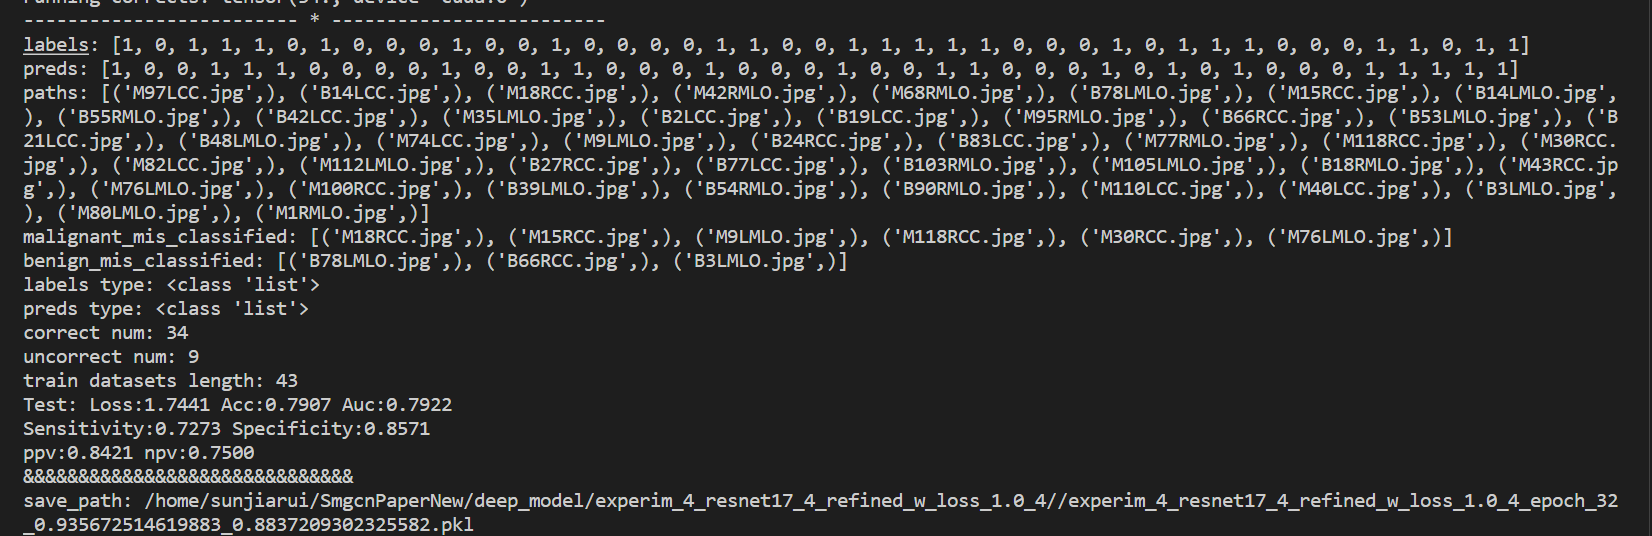 ------------------------- * -------------------------
labels: [1, 0, 1, 1, 1, 0, 1, 0, 0, 0, 1, 0, 0, 1, 0, 0, 0, 0, 1, 1, 0, 0, 1, 1, 1, 1, 1, 0, 0, 0, 1, 0, 1, 1, 1, 0, 0, 0, 1, 1, 0, 1, 1]
preds: [1, 0, 0, 1, 1, 1, 0, 0, 0, 0, 1, 0, 0, 1, 1, 0, 0, 0, 1, 0, 0, 0, 1, 0, 0, 1, 1, 0, 0, 0, 1, 0, 1, 0, 1, 0, 0, 0, 1, 1, 1, 1, 1]
paths: [('M97LCC.jpg',), ('B14LCC.jpg',), ('M18RCC.jpg',), ('M42RMLO.jpg',), ('M68RMLO.jpg',), ('B78LMLO.jpg',), ('M15RCC.jpg',), ('B14LMLO.jpg',
), ('B55RMLO.jpg',), ('B42LCC.jpg',), ('M35LMLO.jpg',), ('B2LCC.jpg',), ('B19LCC.jpg',), ('M95RMLO.jpg',), ('B66RCC.jpg',), ('B53LMLO.jpg',), ('B
21LCC.jpg',), ('B48LMLO.jpg',), ('M74LCC.jpg',), ('M9LMLO.jpg',), ('B24RCC.jpg',), ('B83LCC.jpg',), ('M77RMLO.jpg',), ('M118RCC.jpg',), ('M30RCC.
jpg',), ('M82LCC.jpg',), ('M112LMLO.jpg',), ('B27RCC.jpg',), ('B77LCC.jpg',), ('B103RMLO.jpg',), ('M105LMLO.jpg',), ('B18RMLO.jpg',), ('M43RCC.jp
g',), ('M76LMLO.jpg',), ('M100RCC.jpg',), ('B39LMLO.jpg',), ('B54RMLO.jpg',), ('B90RMLO.jpg',), ('M110LCC.jpg',), ('M40LCC.jpg',), ('B3LMLO.jpg',
), ('M80LMLO.jpg',), ('M1RMLO.jpg',)]
malignant_mis_classified: [('M18RCC.jpg',), ('M15RCC.jpg',), ('M9LMLO.jpg',), ('M118RCC.jpg',), ('M30RCC.jpg',), ('M76LMLO.jpg',)]
benign_mis_classified: [('B78LMLO.jpg',), ('B66RCC.jpg',), ('B3LMLO.jpg',)]
labels type: <class 'list'>
preds type: <class 'list'>
correct num: 34
uncorrect num: 9
train datasets length: 43
Test: Loss:1.7441 Acc:0.7907 Auc:0.7922
Sensitivity:0.7273 Specificity:0.8571
ppv:0.8421 npv:0.7500
&&&&&&&&&&&&&&&&&&&&&&&&&&&&&&
save_path: /home/sunjiarui/SmgcnPaperNew/deep_model/experim_4_resnet17_4_refined_w_loss_1.0_4//experim_4_resnet17_4_refined_w_loss_1.0_4_epoch_32
_0.935672514619883_0.8837209302325582.pkl